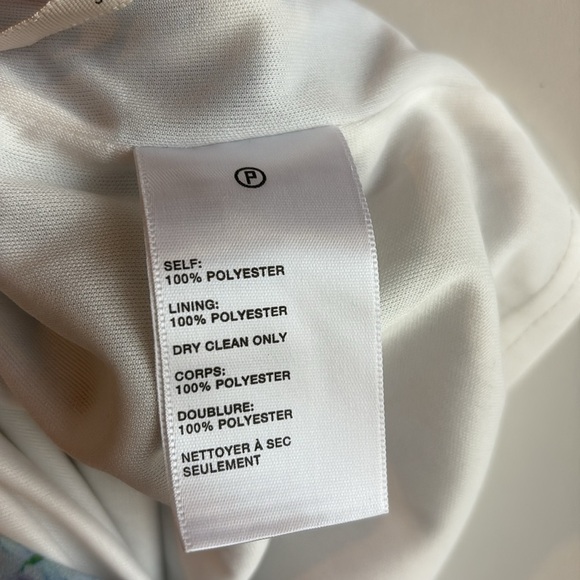 P
SELF:
100% POLYESTER
LINING:
100% POLYESTER
DRY CLEAN ONLY
CORPS:
100% POLYESTER
DOUBLURE:
100% POLYESTER
NETTOYER À SEC
SEULEMENT